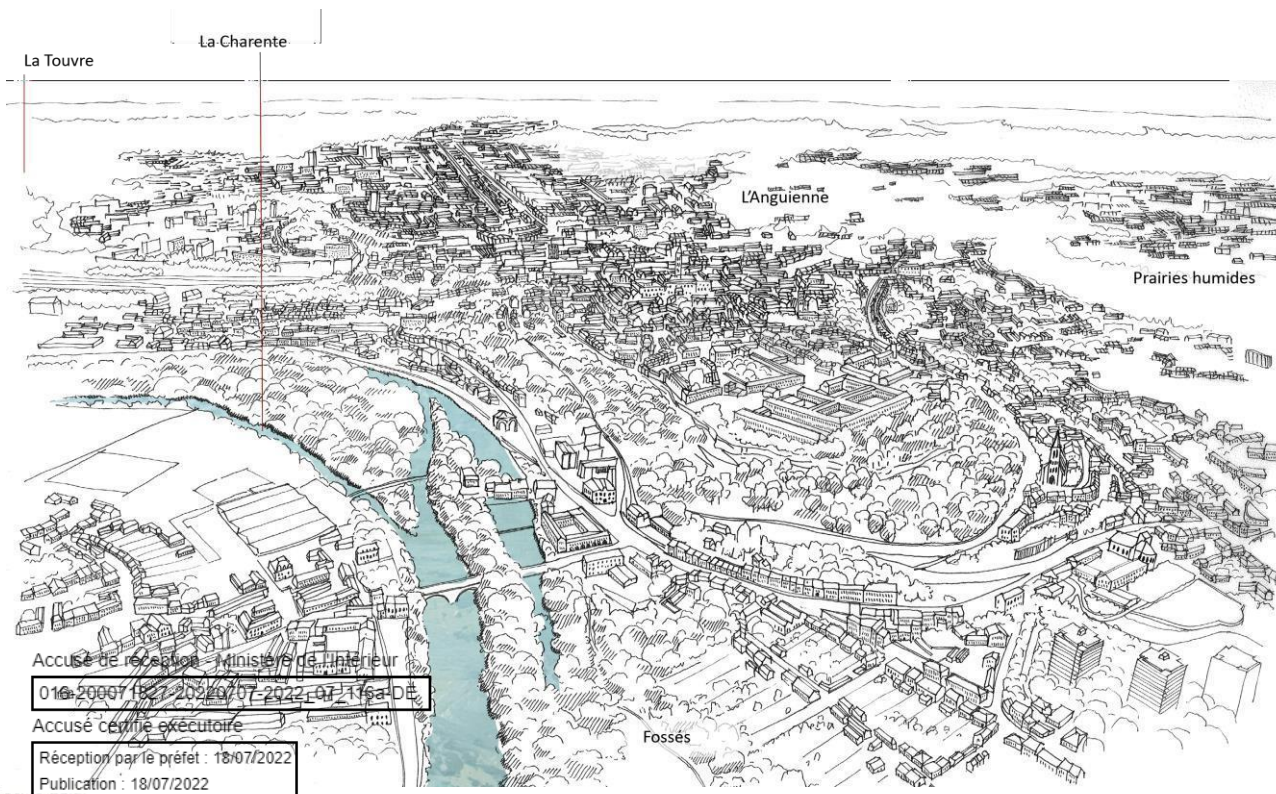 La Charente
La Touvre
L'Anguienne
Prairies humides
Accusé de réception - Ministère de l'Intérieur
016-200071827-20220707-2022_07_116a-DE
Accusé certifié exécutoire
Réception par le préfet : 18/07/2022
Publication : 18/07/2022
Fossés